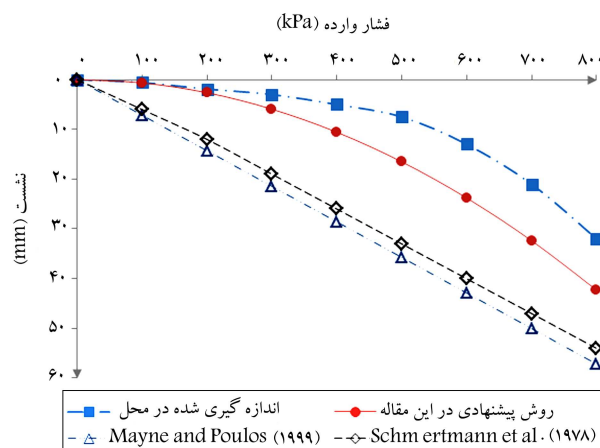 فشار وارده (kPa)
۰ ۱۰۰ ۲۰۰ ۳۰۰ ۴۰۰ ۵۰۰ ۶۰۰ ۷۰۰ ۸۰۰
۰
۱۰
۲۰
۳۰
۴۰
۵۰
۶۰
نشست (mm)
اندازه گیری شده در محل
روش پیشنهادی در این مقاله
Mayne and Poulos (۱۹۹۹)
Schm ertmann et al. (۱۹۷۸)